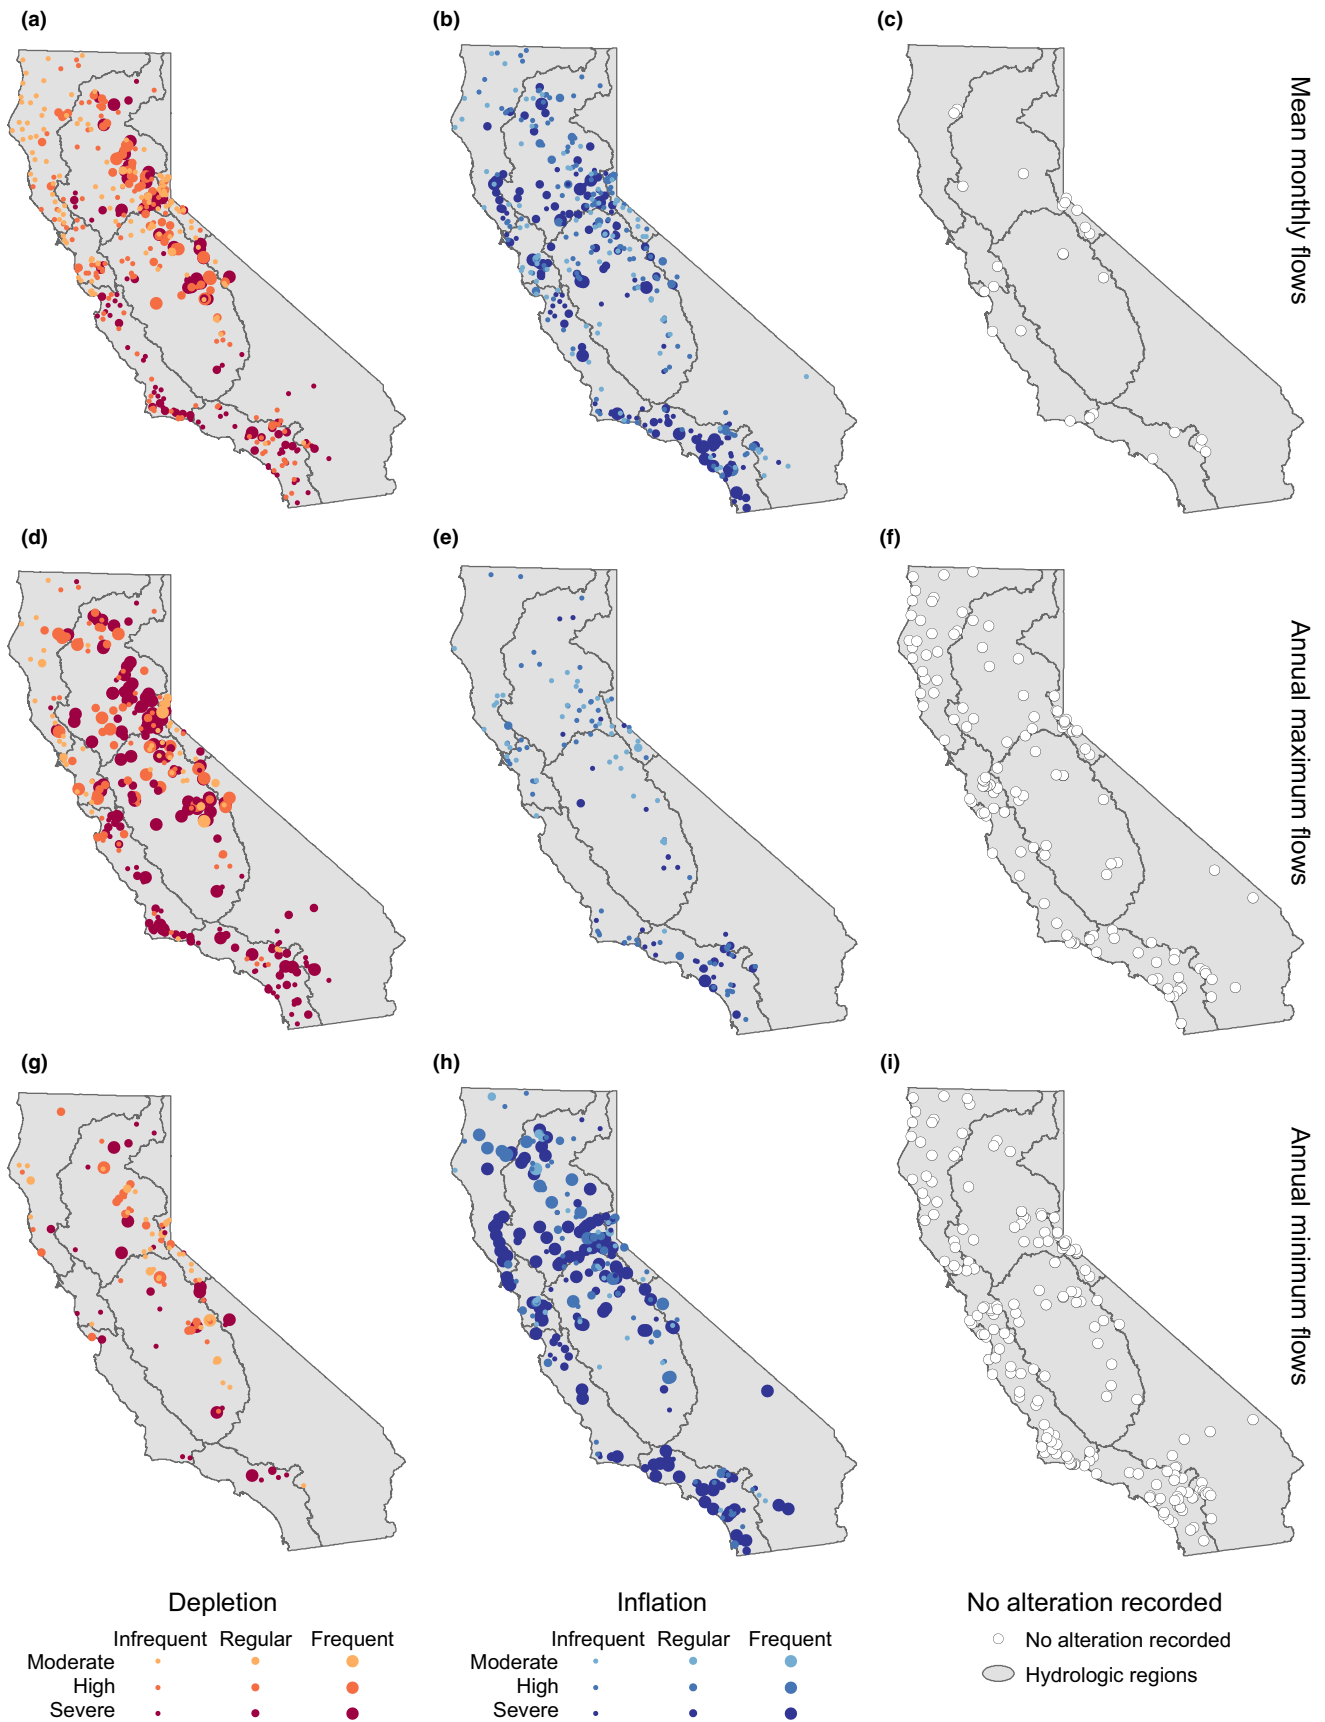 (a)
(b)
(c)
Mean monthly flows
(d)
(e)
(f)
Annual maximum flows
(g)
(h)
(i)
Annual minimum flows
Depletion
Infrequent Regular Frequent
Moderate
High
Severe
Inflation
Infrequent Regular Frequent
Moderate
High
Severe
No alteration recorded
No alteration recorded
Hydrologic regions